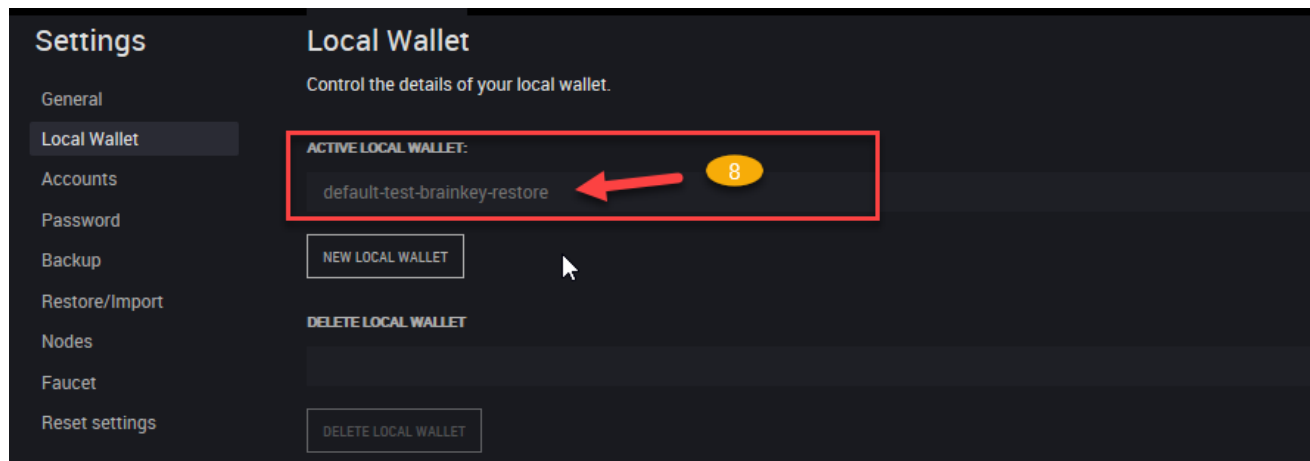 Settings
General
Local Wallet
Accounts
Password
Backup
Restore/Import
Nodes
Faucet
Reset settings
Local Wallet
Control the details of your local wallet.
ACTIVE LOCAL WALLET:
default-test-brainkey-restore
8
NEW LOCAL WALLET
DELETE LOCAL WALLET
DELETE LOCAL WALLET